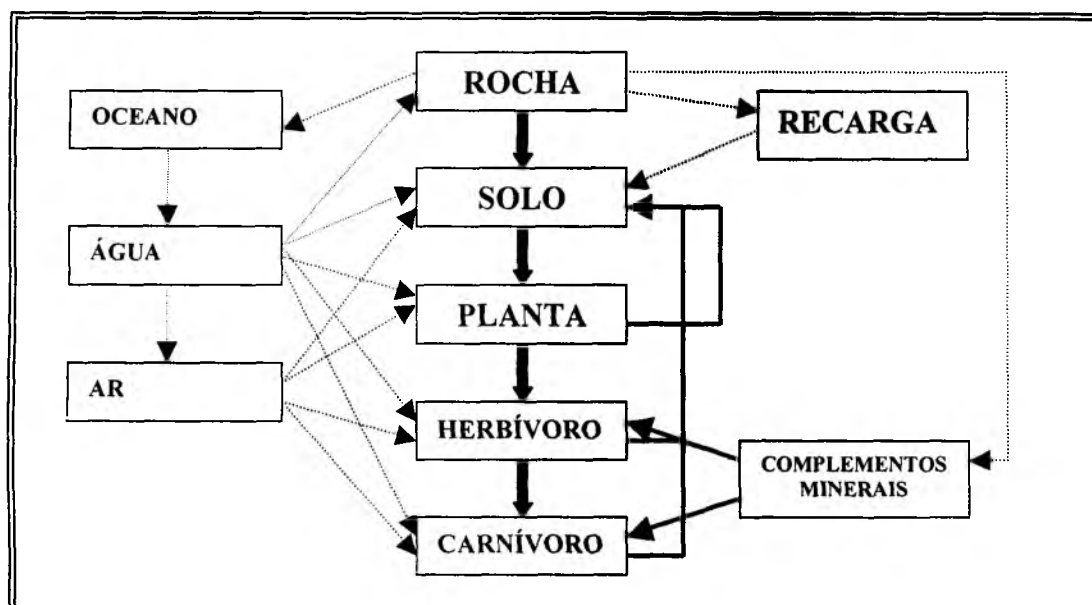 ROCHA
OCEANO
RECARGA
SOLO
ÁGUA
PLANTA
AR
HERBÍVORO
COMPLEMENTOS
MINERAIS
CARNÍVORO